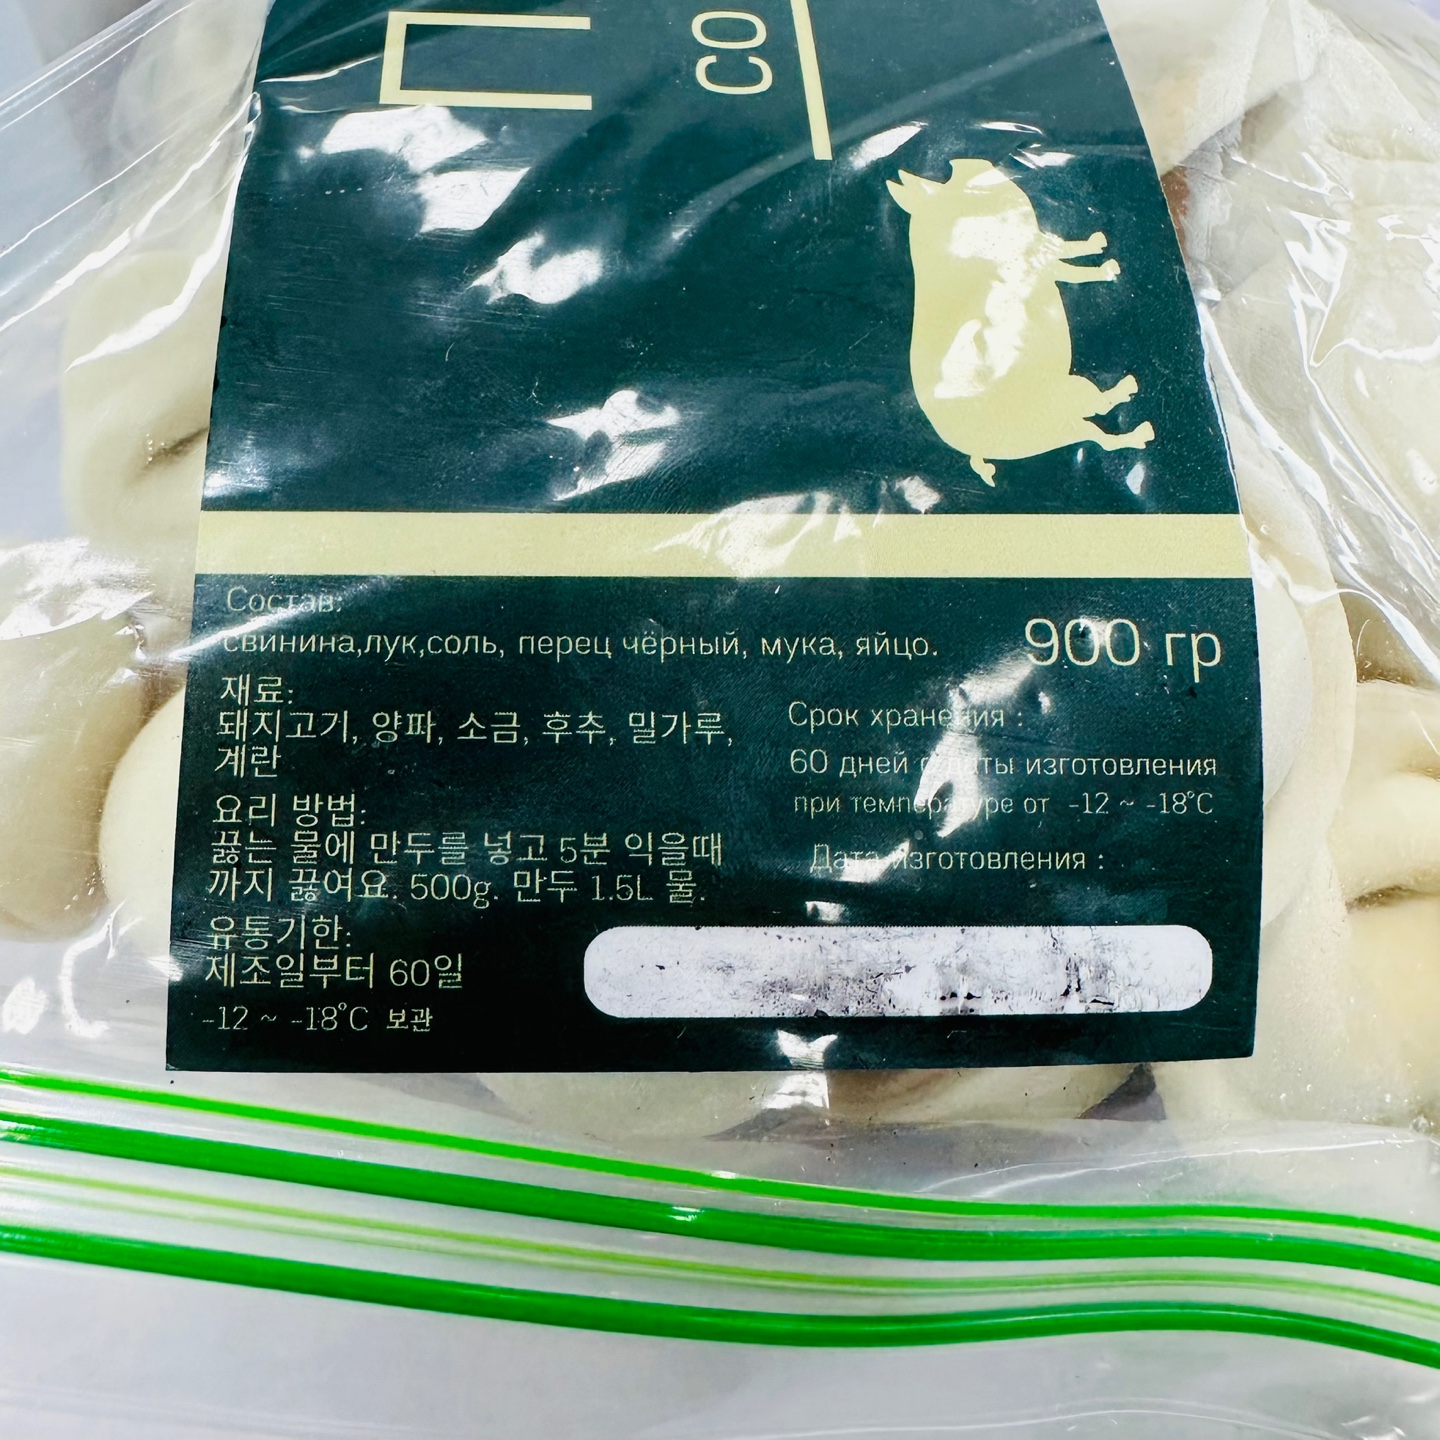 П
СО
Состав:
свинина,лук,соль, перец чёрный, мука, яйцо.
900 гр
재료:
돼지고기, 양파, 소금, 후추, 밀가루,
계란
요리 방법:
끓는 물에 만두를 넣고 5분 익을때
까지 끓여요. 500g. 만두 1.5L 물.
유통기한:
제조일부터 60일
-12 ~ -18°C 보관
Срок хранения :
60 дней с даты изготовления
при температуре от -12 ~ -18°C
Дата изготовления :